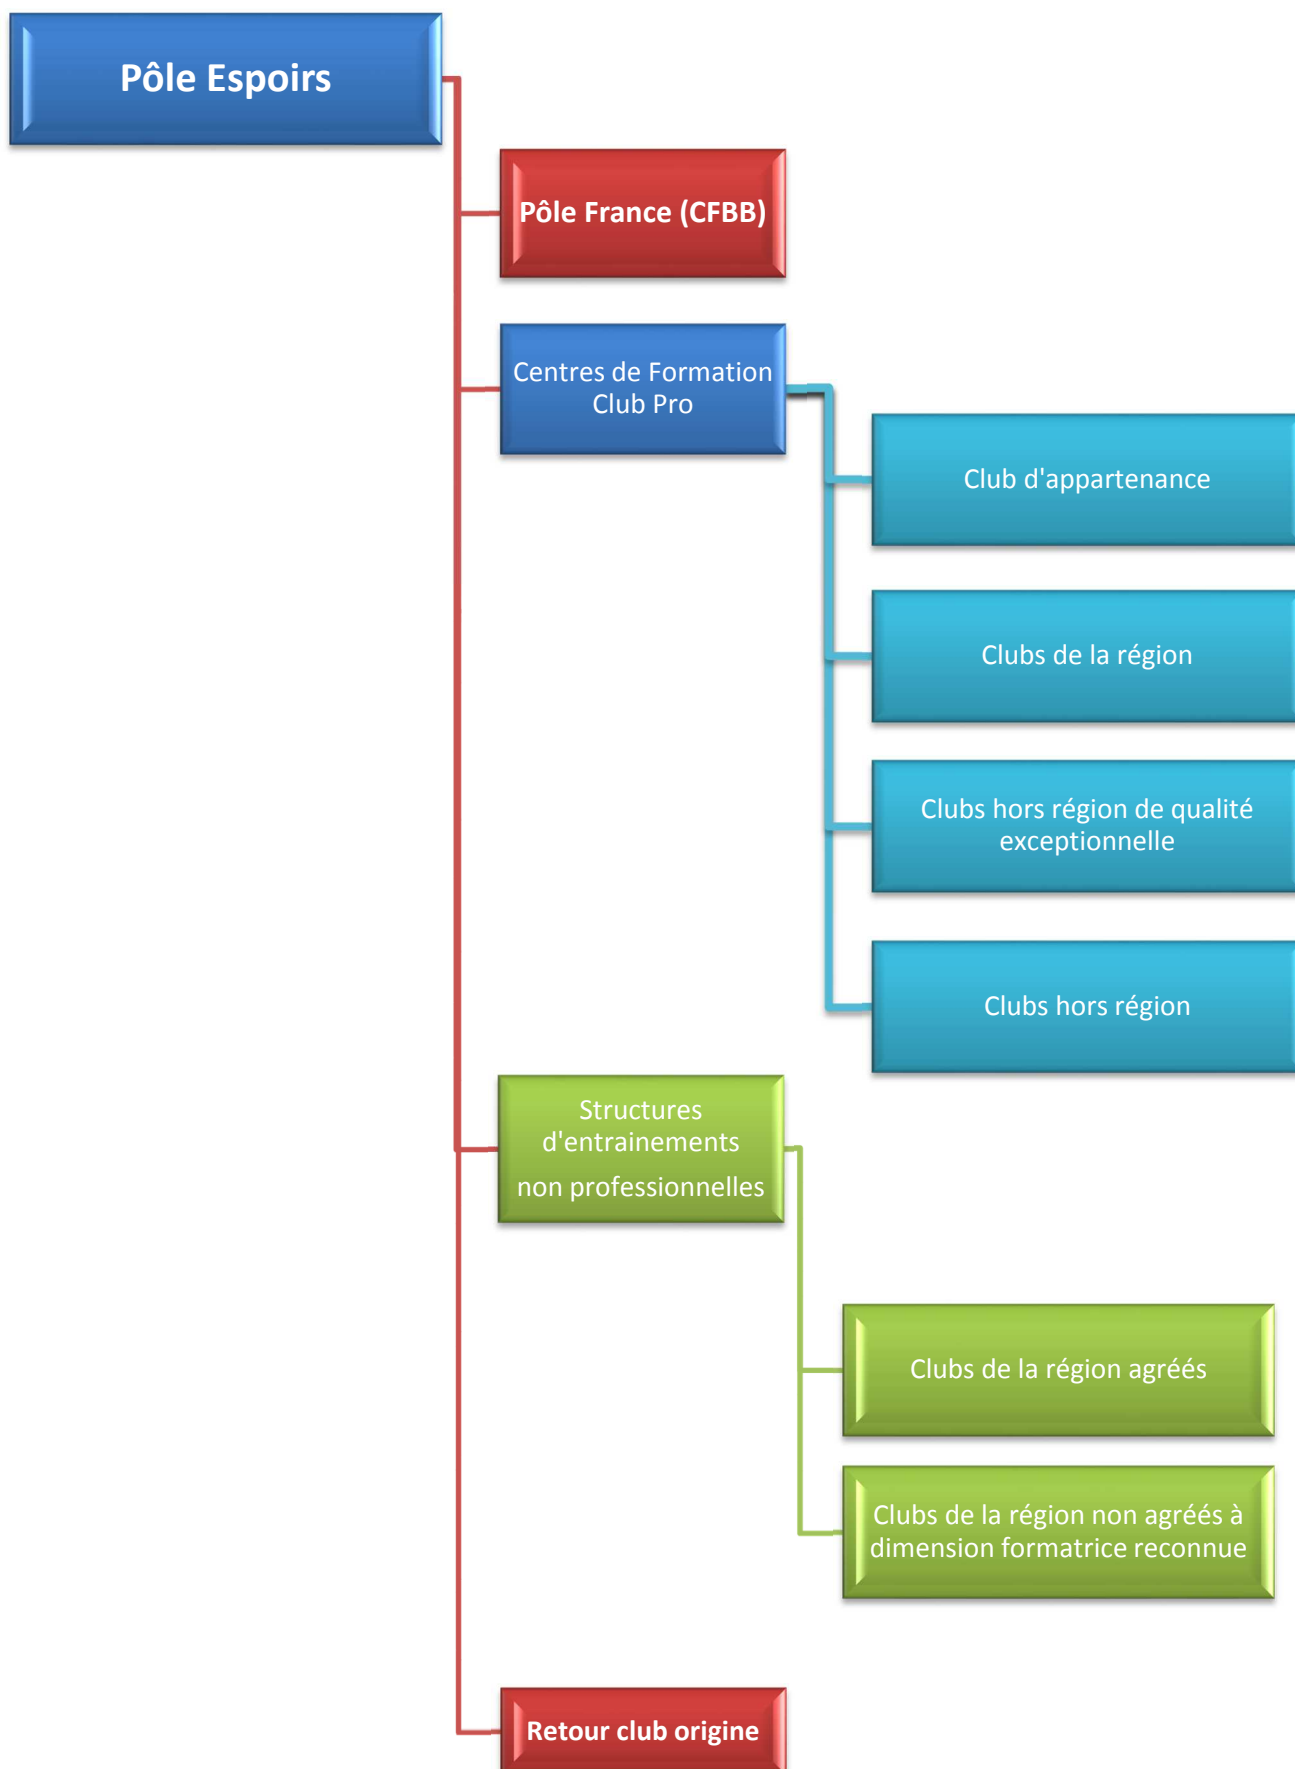 Pôle Espoirs
Pôle France (CFBB)
Centres de Formation
Club Pro
Club d'appartenance
Clubs de la région
Clubs hors région de qualité
exceptionnelle
Clubs hors région
Structures
d'entrainements
non professionnelles
Clubs de la région agréés
Clubs de la région non agréés à
dimension formatrice reconnue
Retour club origine